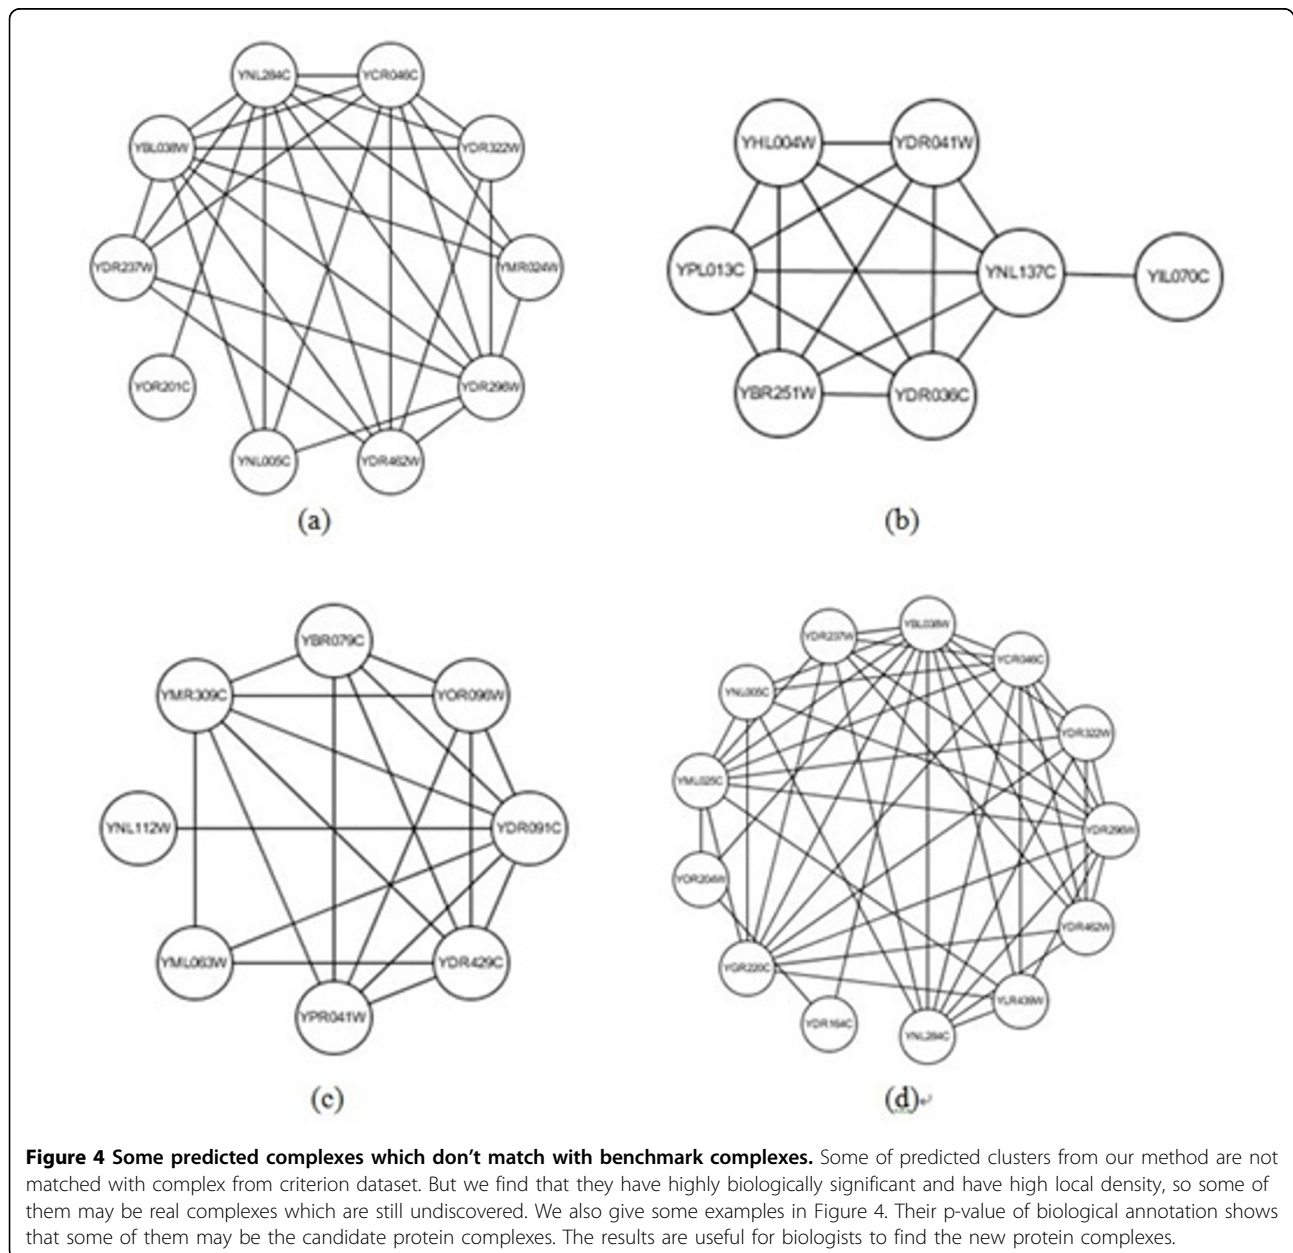 YNL284C YCR046C
YBL038W YDR322W
YDR237W YMR024W
YOR201C YDR296W
YNL005C YDR462W
(a)
YHL004W YDR041W
YPL013C YNL137C YIL070C
YBR251W YDR036C
(b)
YBR079C
YMR309C YOR096W
YNL112W YDR091C
YML063W YDR429C
YPR041W
(c)
YBL038W
YDR237W YCR046C
YNL005C YDR322W
YML025C YDR296W
YDR462W
YGR220C YLR439W
YDR164C YNL284C
(d)↵
Figure 4 Some predicted complexes which don't match with benchmark complexes. Some of predicted clusters from our method are not
matched with complex from criterion dataset. But we find that they have highly biologically significant and have high local density, so some of
them may be real complexes which are still undiscovered. We also give some examples in Figure 4. Their p-value of biological annotation shows
that some of them may be the candidate protein complexes. The results are useful for biologists to find the new protein complexes.